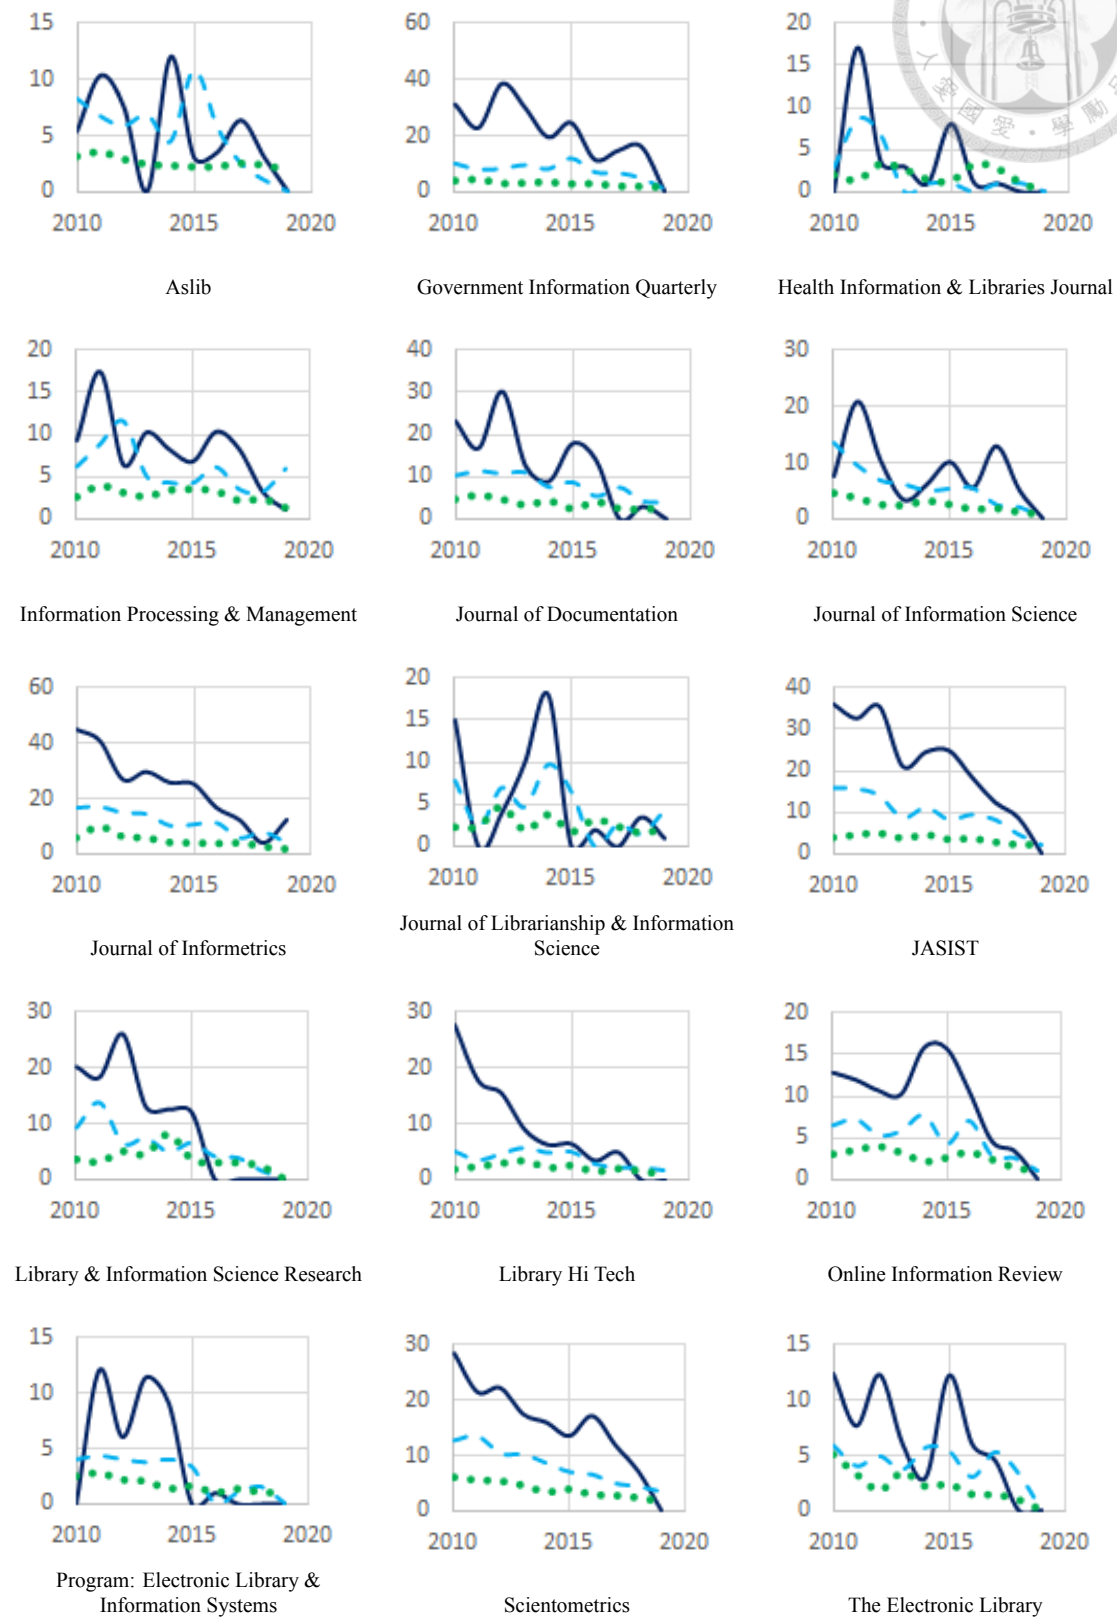 15
10
5
0
2010 2015 2020
Aslib
60
40
20
0
2010 2015 2020
Government Information Quarterly
20
15
10
5
0
2010 2015 2020
Health Information & Libraries Journal
20
15
10
5
0
2010 2015 2020
Information Processing & Management
40
30
20
10
0
2010 2015 2020
Journal of Documentation
30
20
10
0
2010 2015 2020
Journal of Information Science
60
40
20
0
2010 2015 2020
Journal of Informetrics
20
15
10
5
0
2010 2015 2020
Journal of Librarianship & Information
Science
40
30
20
10
0
2010 2015 2020
JASIST
30
20
10
0
2010 2015 2020
Library & Information Science Research
30
20
10
0
2010 2015 2020
Library Hi Tech
20
15
10
5
0
2010 2015 2020
Online Information Review
15
10
5
0
2010 2015 2020
Program: Electronic Library &
Information Systems
30
20
10
0
2010 2015 2020
Scientometrics
15
10
5
0
2010 2015 2020
The Electronic Library